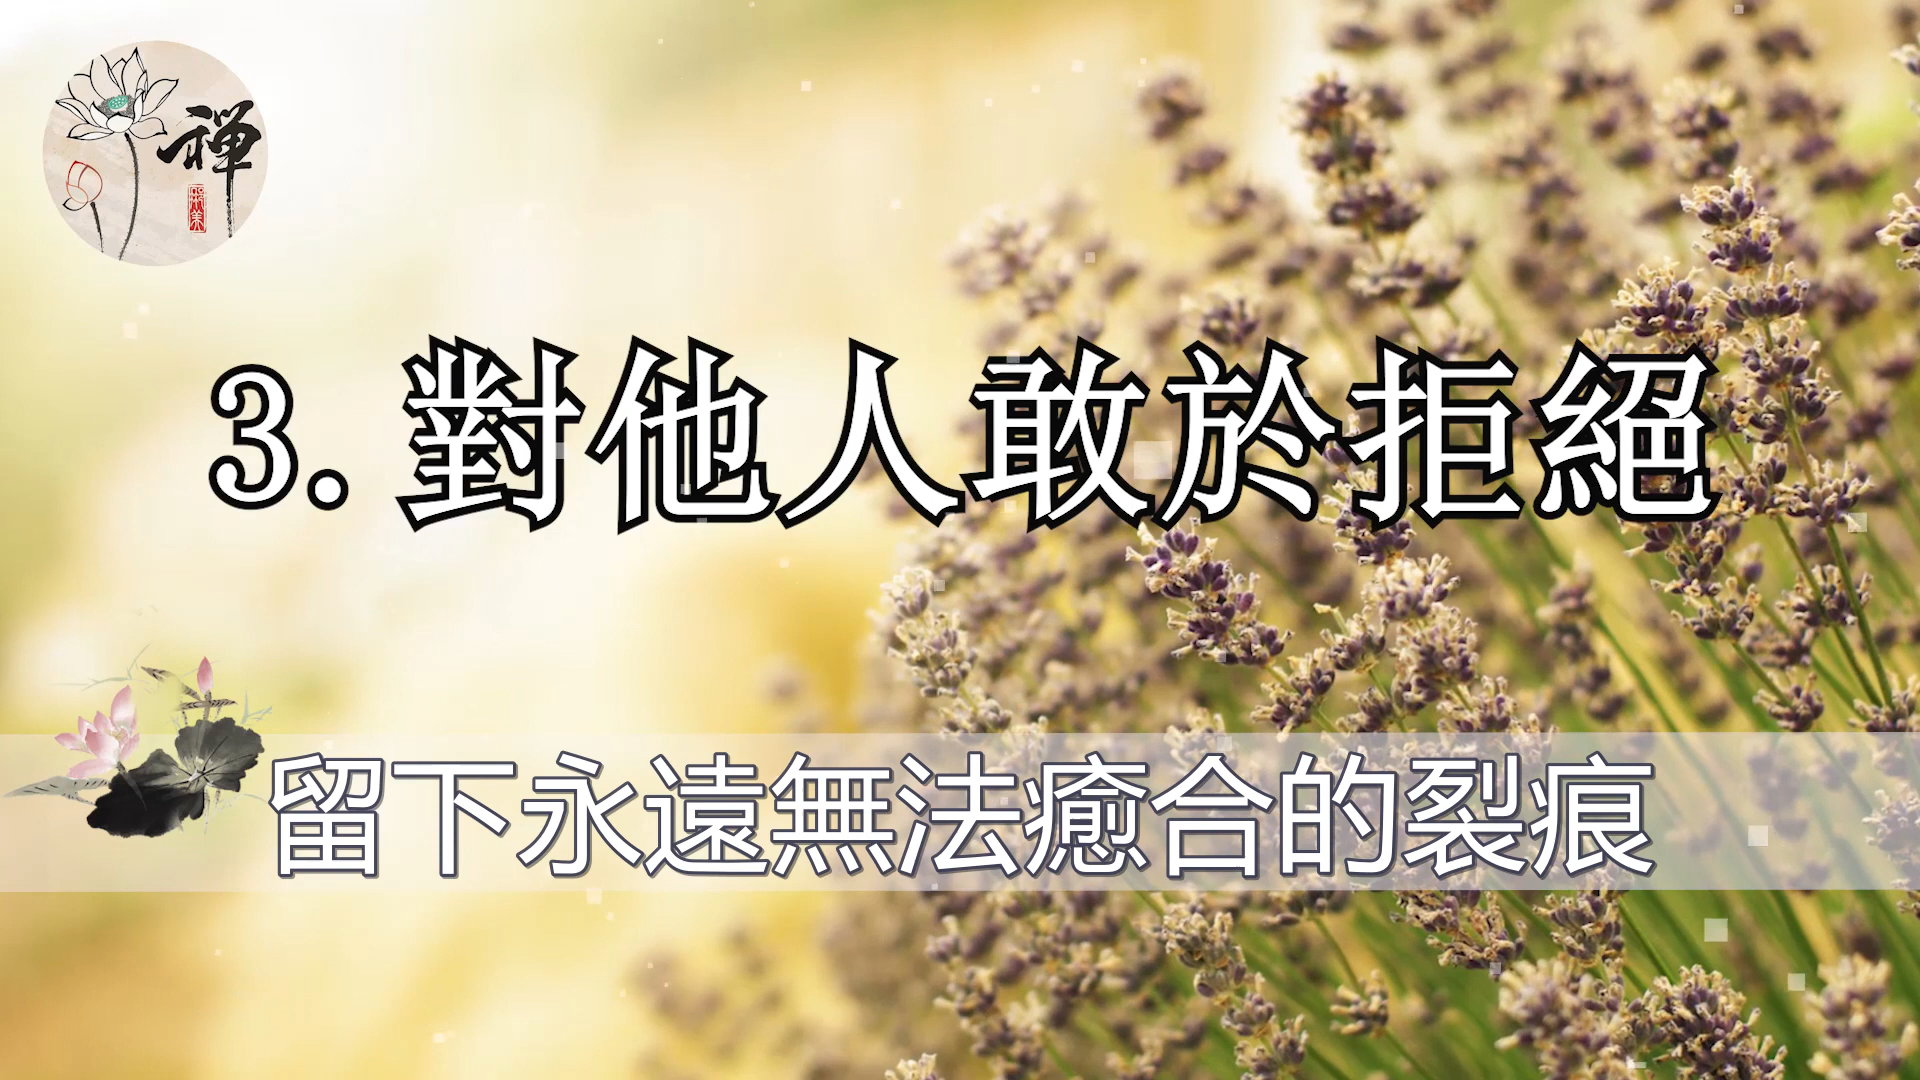 禅
3.對他人敢於拒絕
留下永遠無法癒合的裂痕